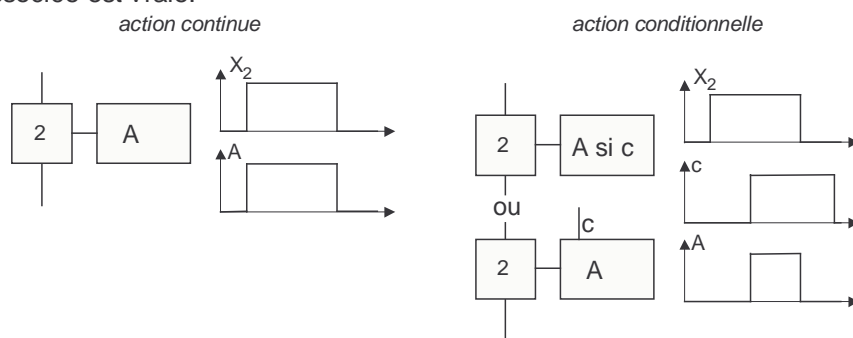 associée est vraie.
action continue
action conditionnelle
X2
2
A
A
X2
2
A si c
c
ou
c
2
A
A